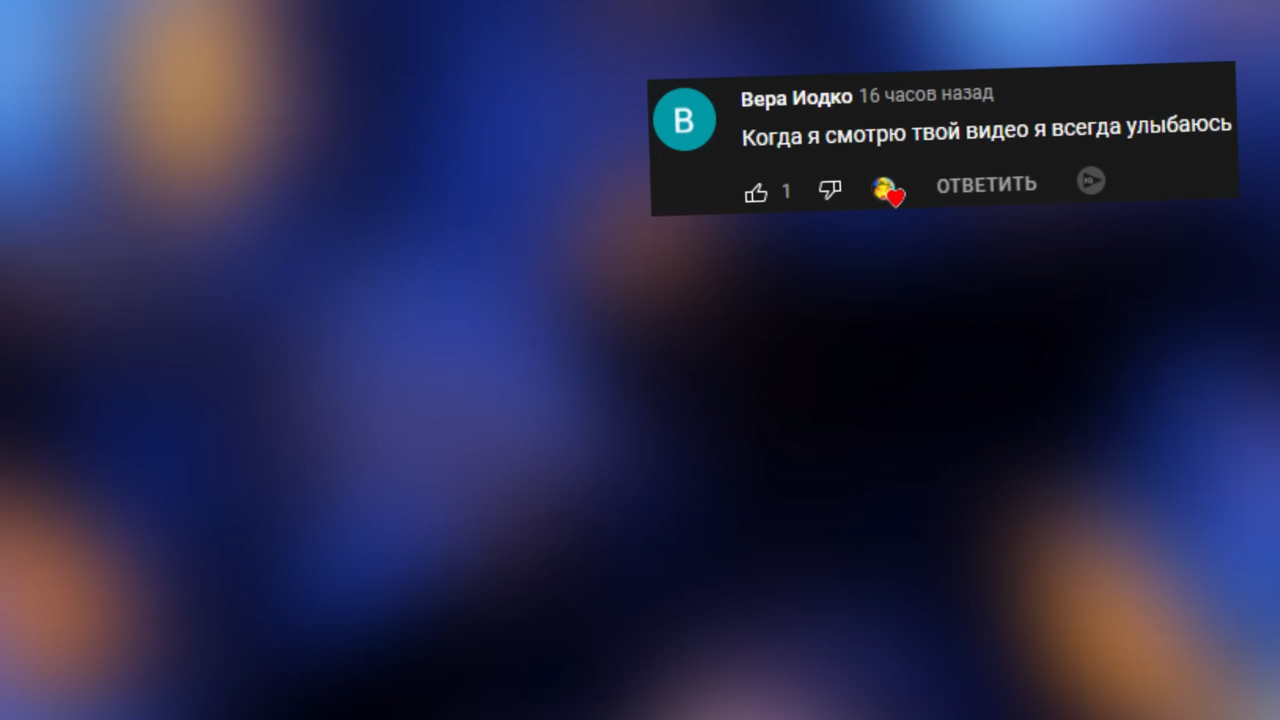 В
Вера Иодко 16 часов назад
Когда я смотрю твой видео я всегда улыбаюсь
1 ОТВЕТИТЬ